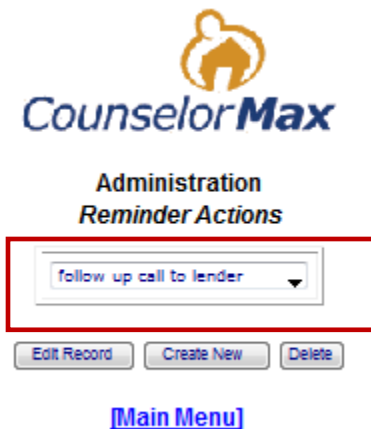 CounselorMax
Administration
Reminder Actions
follow up call to lender
Edit Record Create New Delete
[Main Menu]